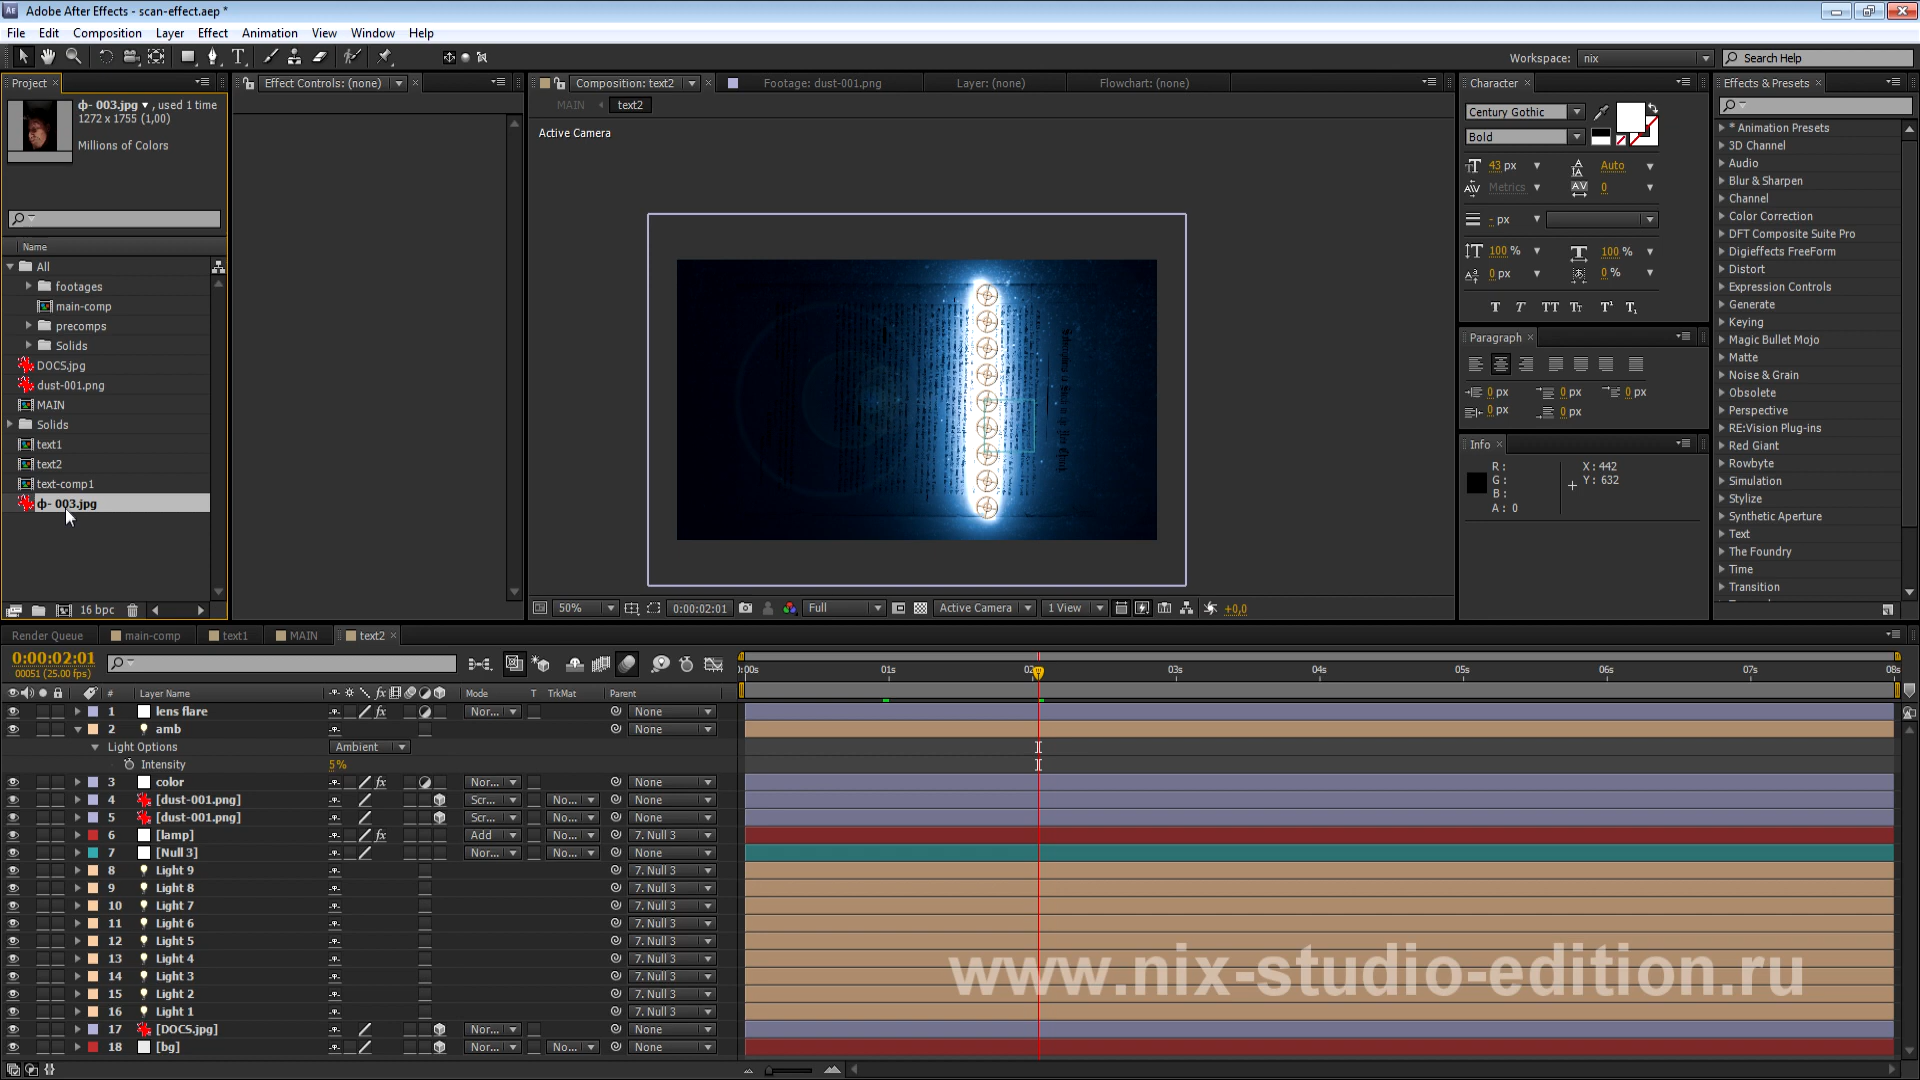 Adobe After Effects - scan-effect.aep *
File Edit Composition Layer Effect Animation View Window Help
Workspace: nix Search Help
Project
ф- 003.jpg , used 1 time
1272 x 1755 (1,00)
Millions of Colors
Name
All
footages
main-comp
precomps
Solids
DOCS.jpg
dust-001.png
MAIN
Solids
text1
text2
text-comp1
ф- 003.jpg
16 bpc
Effect Controls: (none)
Composition: text2 Footage: dust-001.png Layer: (none) Flowchart: (none)
MAIN text2
Active Camera
50% 0:00:02:01 Full Active Camera 1 View +0,0
Character
Century Gothic
Bold
43 px Auto
Metrics 0
- px
100 % 100 %
0 px 0 %
T T TT Tr T' T,
Paragraph
0 px 0 px 0 px
0 px 0 px
Info
R : X : 442
G : Y : 632
B :
A : 0
Effects & Presets
* Animation Presets
3D Channel
Audio
Blur & Sharpen
Channel
Color Correction
DFT Composite Suite Pro
Digieffects FreeForm
Distort
Expression Controls
Generate
Keying
Magic Bullet Mojo
Matte
Noise & Grain
Obsolete
Perspective
RE:Vision Plug-ins
Red Giant
Rowbyte
Simulation
Stylize
Synthetic Aperture
Text
The Foundry
Time
Transition
Render Queue main-comp text1 MAIN text2
0:00:02:01
00051 (25.00 fps)
:00s 01s 02 03s 04s 05s 06s 07s 08s
# Layer Name Mode T TrkMat Parent
1 lens flare Nor... None
2 amb None
Light Options Ambient
Intensity 5%
3 color Nor... None
4 [dust-001.png] Scr... No... None
5 [dust-001.png] Scr... No... None
6 [lamp] Add No... 7. Null 3
7 [Null 3] Nor... No... None
8 Light 9 7. Null 3
9 Light 8 7. Null 3
10 Light 7 7. Null 3
11 Light 6 7. Null 3
12 Light 5 7. Null 3
13 Light 4 7. Null 3
14 Light 3 7. Null 3
15 Light 2 7. Null 3
16 Light 1 7. Null 3
17 [DOCS.jpg] Nor... No... None
18 [bg] Nor... No... None
www.nix-studio-edition.ru